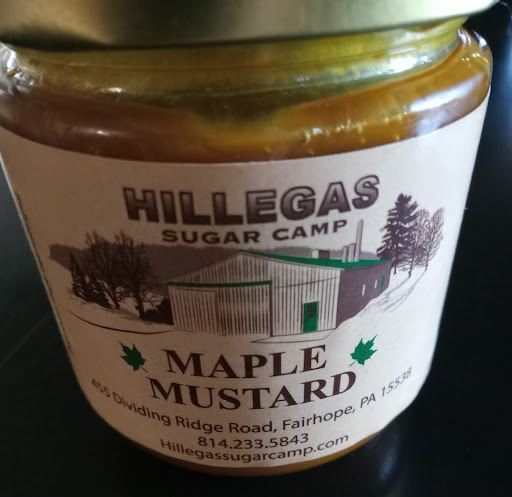 HILLEGAS
SUGAR CAMP
MAPLE
MUSTARD
455 Dividing Ridge Road, Fairhope, PA 15538
814.233.5843
Hillegassugarcamp.com